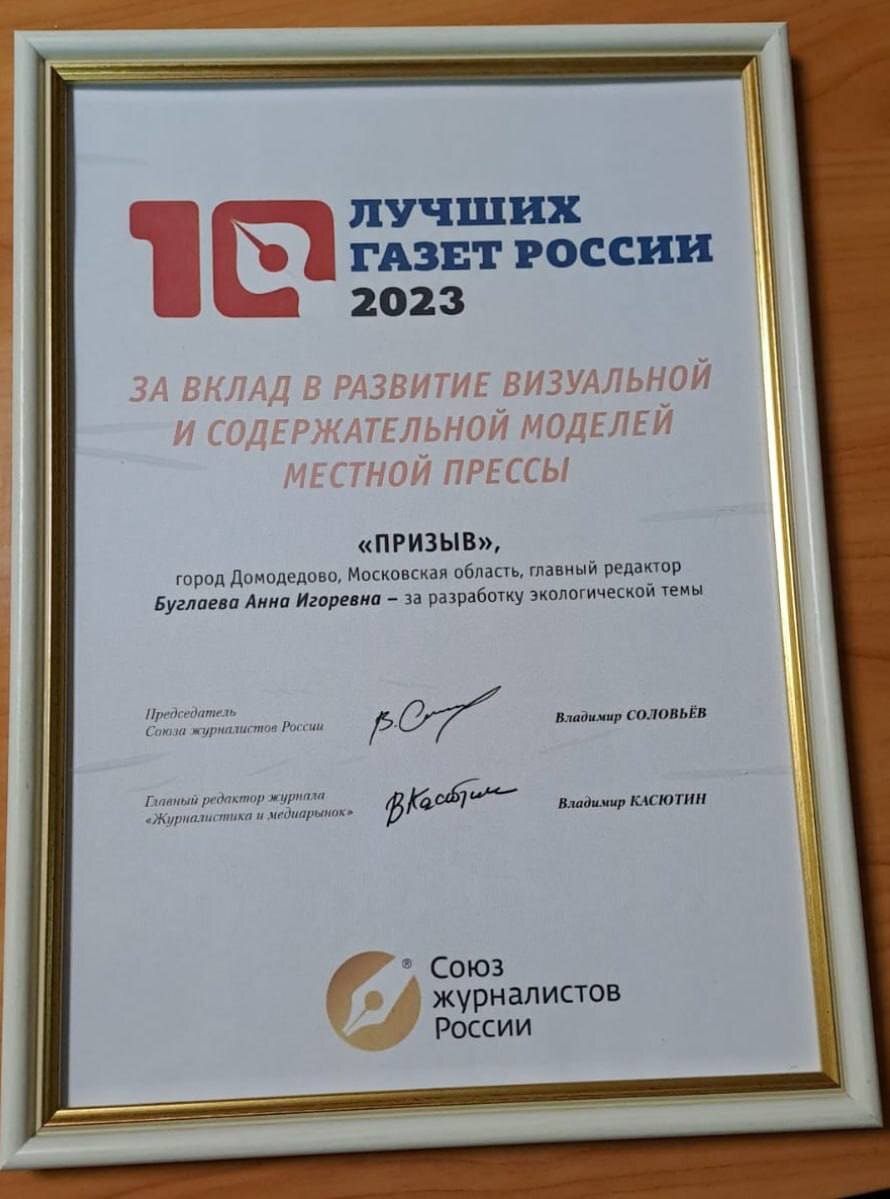 10 ЛУЧШИХ
ГАЗЕТ РОССИИ
2023
ЗА ВКЛАД В РАЗВИТИЕ ВИЗУАЛЬНОЙ
И СОДЕРЖАТЕЛЬНОЙ МОДЕЛЕЙ
МЕСТНОЙ ПРЕССЫ
«ПРИЗЫВ»,
город Домодедово, Московская область, главный редактор
Буглаева Анна Игоревна – за разработку экологической темы
Председатель
Союза журналистов России
В. Сол
Владимир СОЛОВЬЁВ
Главный редактор журнала
«Журналистика и медиарынок»
ВКасютин
Владимир КАСЮТИН
® Союз
журналистов
России